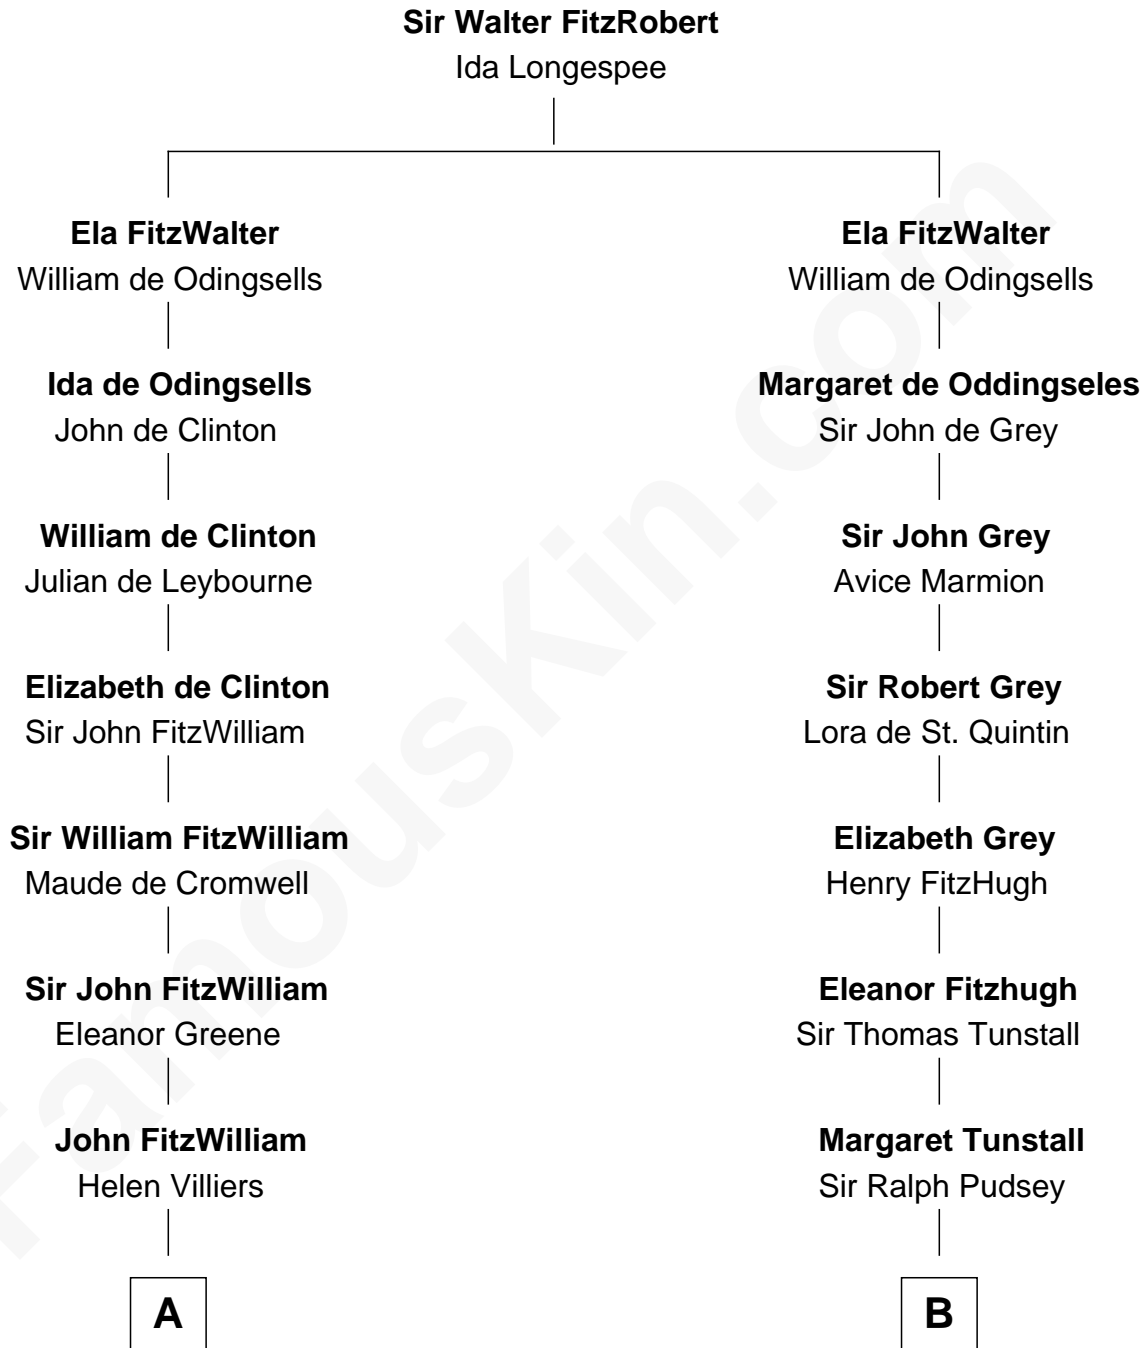 Sir Walter FitzRobert
Ida Longespee
Ela FitzWalter
William de Odingsells
Ida de Odingsells
John de Clinton
William de Clinton
Julian de Leybourne
Elizabeth de Clinton
Sir John FitzWilliam
Sir William FitzWilliam
Maude de Cromwell
Sir John FitzWilliam
Eleanor Greene
John FitzWilliam
Helen Villiers
A
Ela FitzWalter
William de Odingsells
Margaret de Oddingseles
Sir John de Grey
Sir John Grey
Avice Marmion
Sir Robert Grey
Lora de St. Quintin
Elizabeth Grey
Henry FitzHugh
Eleanor Fitzhugh
Sir Thomas Tunstall
Margaret Tunstall
Sir Ralph Pudsey
B
FamousKin.com